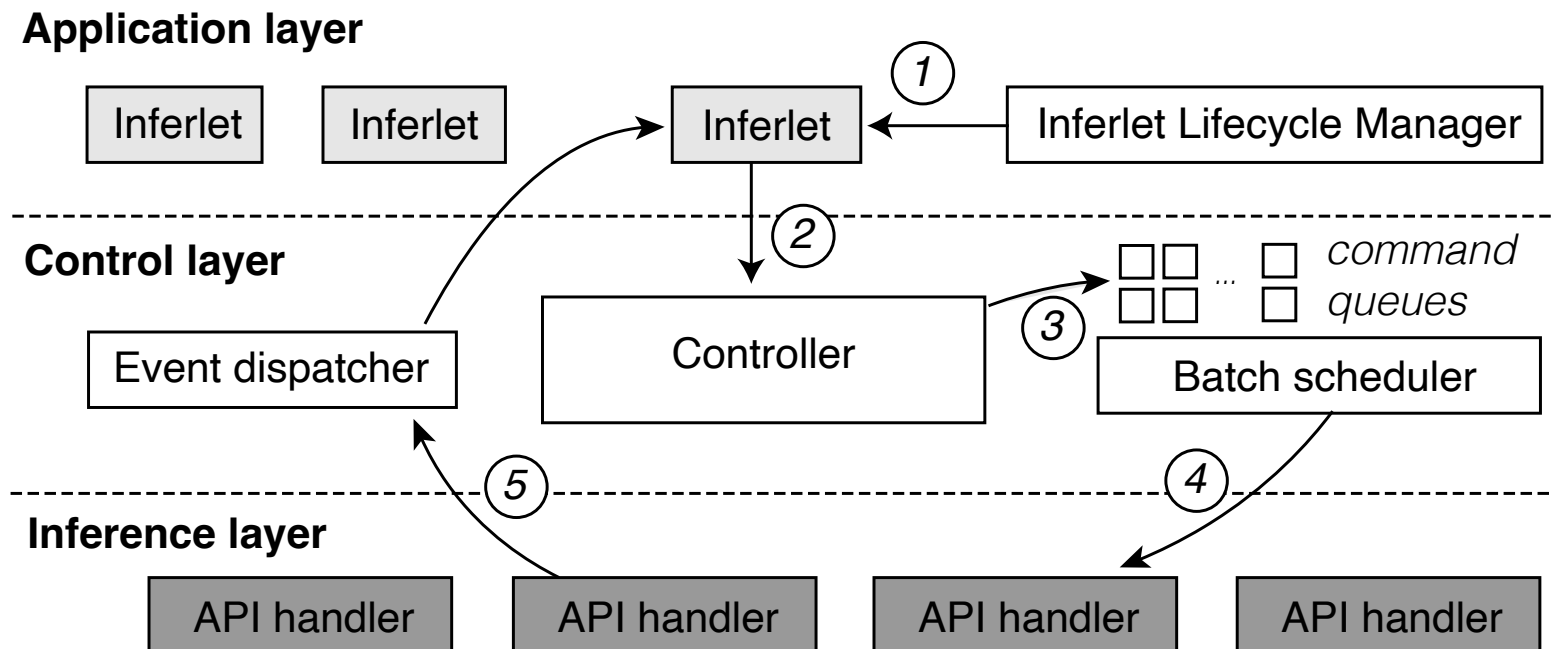 Application layer
1
Inferlet
Inferlet
Inferlet
Inferlet Lifecycle Manager
2
Control layer
command
...
queues
3
Controller
Event dispatcher
Batch scheduler
4
5
Inference layer
API handler
API handler
API handler
API handler